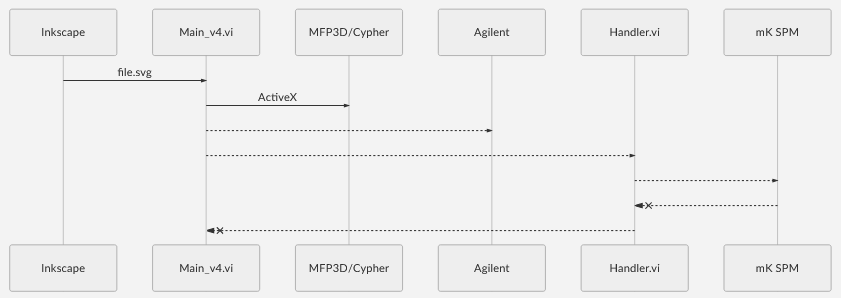 Inkscape
Main_v4.vi
MFP3D/Cypher
Agilent
Handler.vi
mK SPM
file.svg
ActiveX
Inkscape
Main_v4.vi
MFP3D/Cypher
Agilent
Handler.vi
mK SPM